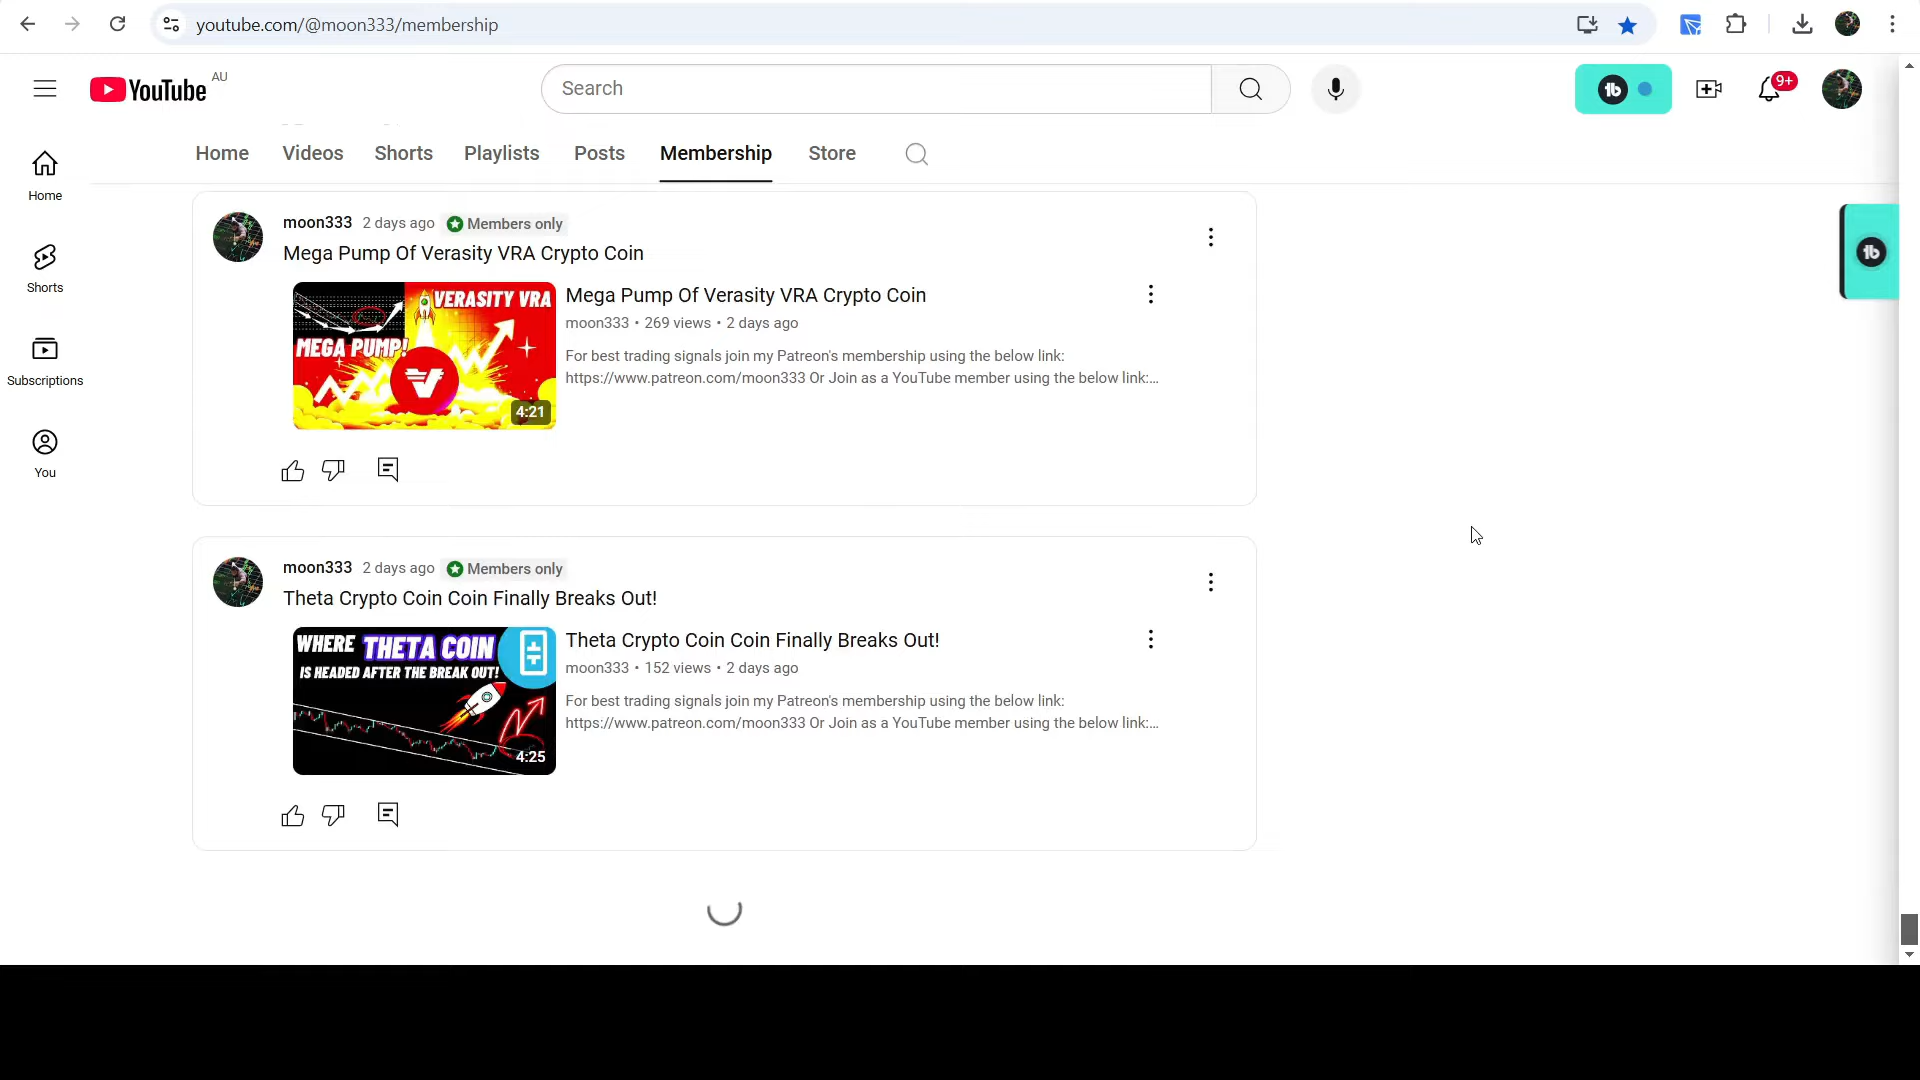 youtube.com/@moon333/membership
YouTube AU
Search
9+
Home
Videos
Shorts
Playlists
Posts
Membership
Store
Home
Shorts
Subscriptions
You
moon333 2 days ago Members only
Mega Pump Of Verasity VRA Crypto Coin
VERASITY VRA
MEGA PUMP!
4:21
Mega Pump Of Verasity VRA Crypto Coin
moon333 • 269 views • 2 days ago
For best trading signals join my Patreon's membership using the below link:
https://www.patreon.com/moon333 Or Join as a YouTube member using the below link:...
moon333 2 days ago Members only
Theta Crypto Coin Coin Finally Breaks Out!
WHERE THETA COIN
IS HEADED AFTER THE BREAK OUT!
4:25
Theta Crypto Coin Coin Finally Breaks Out!
moon333 • 152 views • 2 days ago
For best trading signals join my Patreon's membership using the below link:
https://www.patreon.com/moon333 Or Join as a YouTube member using the below link:...